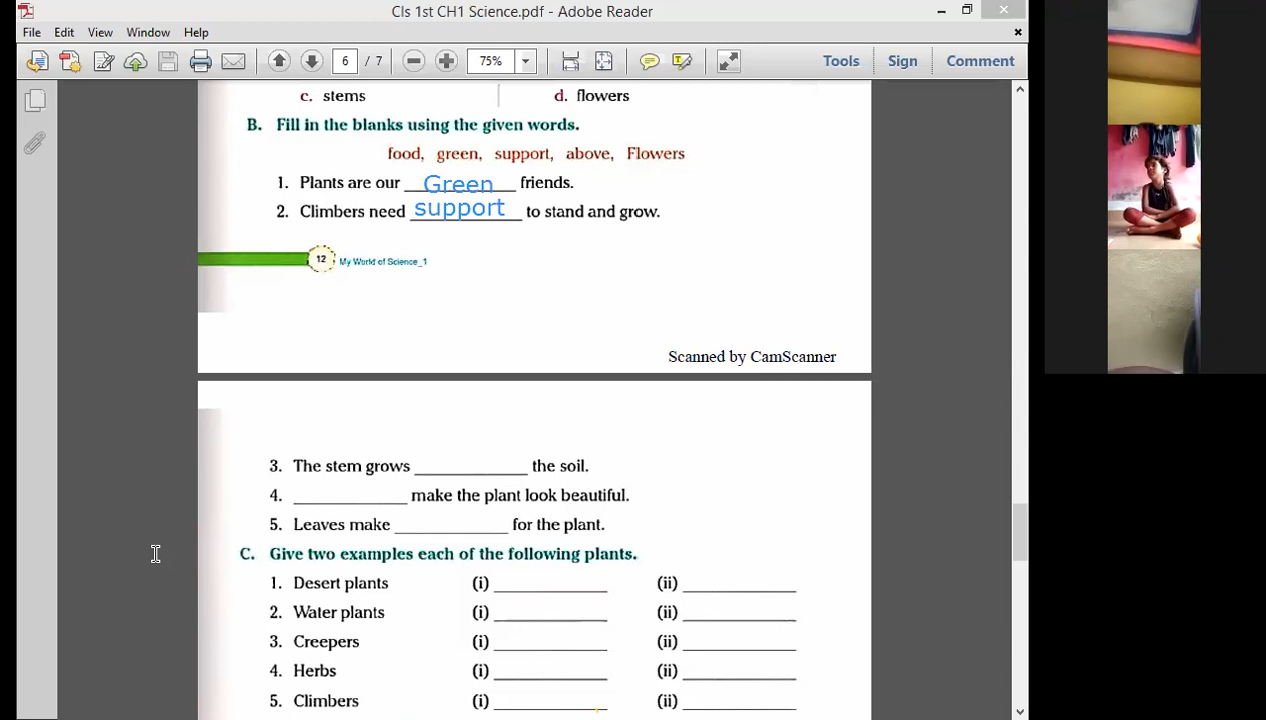 Cls 1st CH1 Science.pdf - Adobe Reader
File Edit View Window Help
6 / 7 75% Tools Sign Comment
c. stems d. flowers
B. Fill in the blanks using the given words.
food, green, support, above, Flowers
1. Plants are our Green friends.
2. Climbers need support to stand and grow.
12 My World of Science_1
Scanned by CamScanner
3. The stem grows ____________ the soil.
4. ____________ make the plant look beautiful.
5. Leaves make ____________ for the plant.
C. Give two examples each of the following plants.
1. Desert plants (i) ____________ (ii) ____________
2. Water plants (i) ____________ (ii) ____________
3. Creepers (i) ____________ (ii) ____________
4. Herbs (i) ____________ (ii) ____________
5. Climbers (i) ____________ (ii) ____________